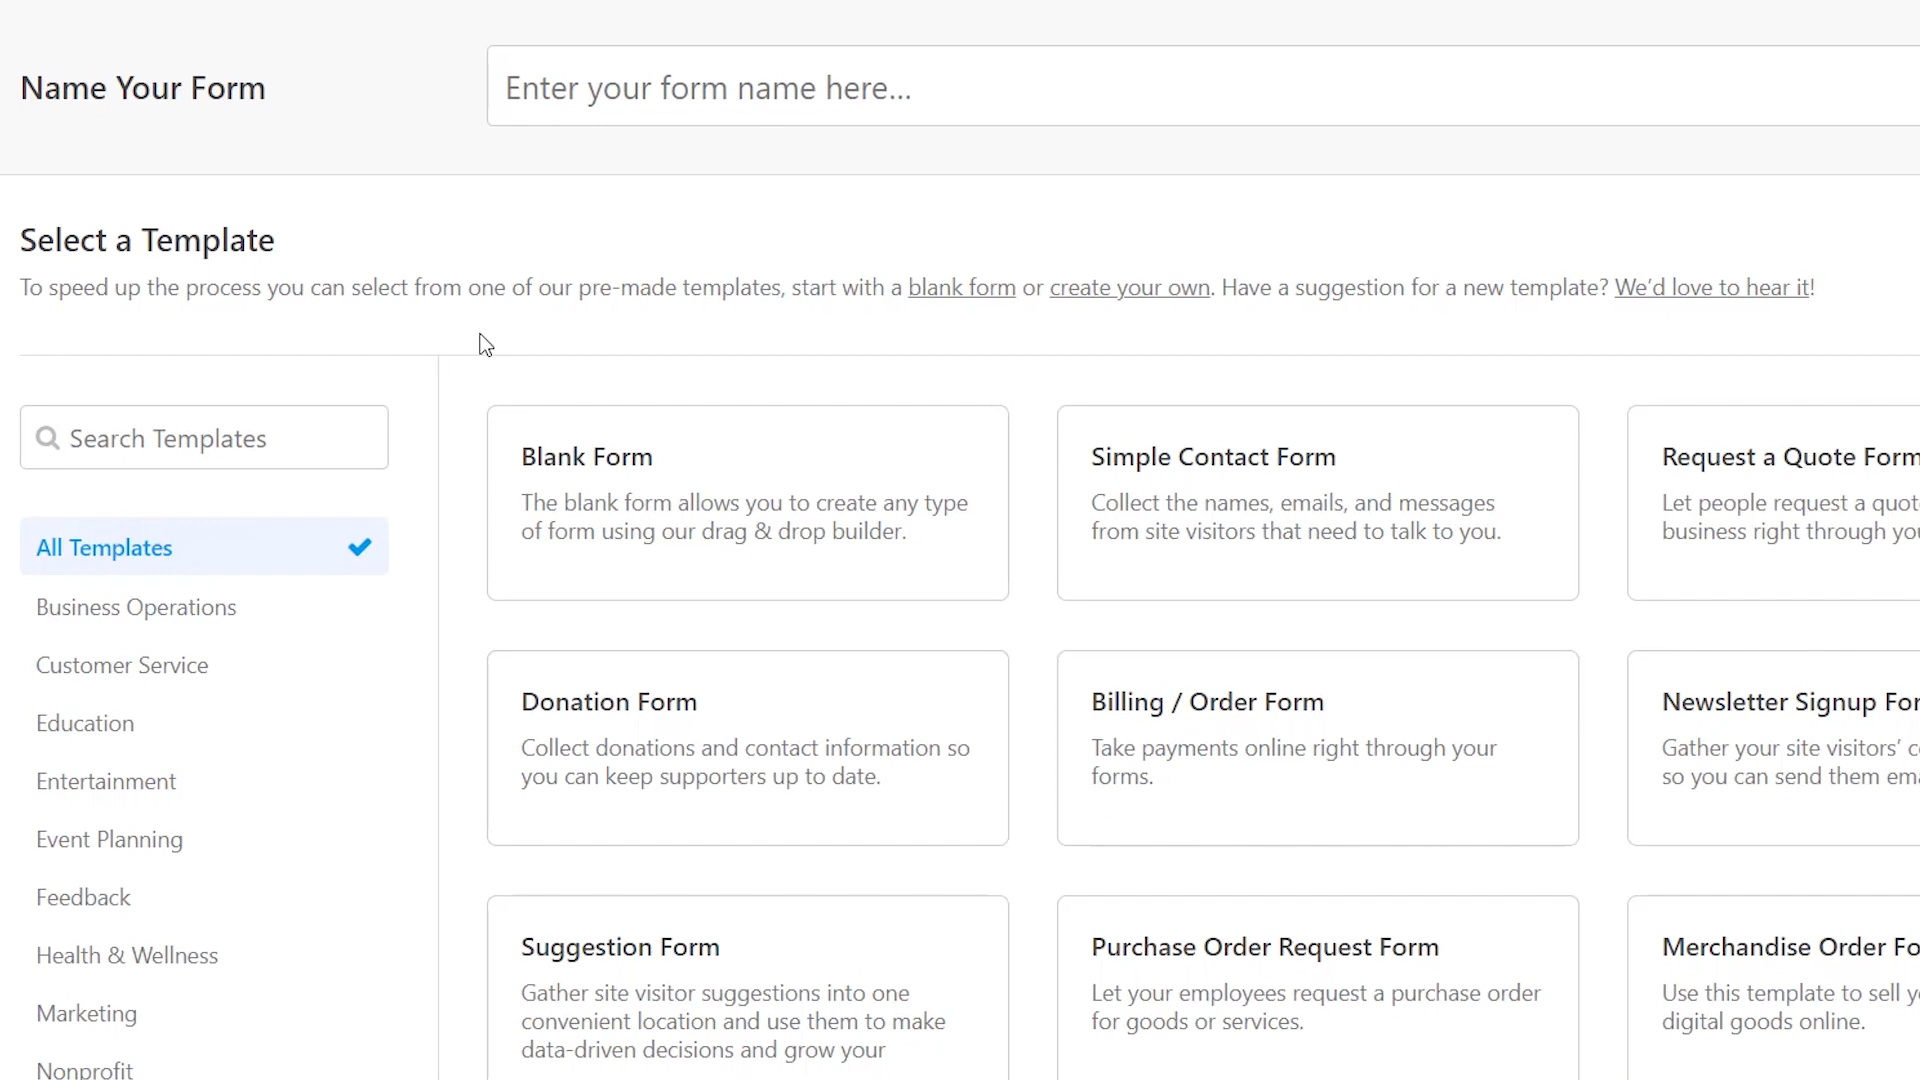 Name Your Form
Enter your form name here...
Select a Template
To speed up the process you can select from one of our pre-made templates, start with a blank form or create your own. Have a suggestion for a new template? We'd love to hear it!
Search Templates
All Templates
Business Operations
Customer Service
Education
Entertainment
Event Planning
Feedback
Health & Wellness
Marketing
Nonprofit
Blank Form
The blank form allows you to create any type
of form using our drag & drop builder.
Simple Contact Form
Collect the names, emails, and messages
from site visitors that need to talk to you.
Request a Quote Form
Let people request a
business right through
Donation Form
Collect donations and contact information so
you can keep supporters up to date.
Billing / Order Form
Take payments online right through your
forms.
Newsletter Signup
Gather your site visitors'
so you can send them
Suggestion Form
Gather site visitor suggestions into one
convenient location and use them to make
data-driven decisions and grow your
Purchase Order Request Form
Let your employees request a purchase order
for goods or services.
Merchandise Order
Use this template to sell
digital goods online.